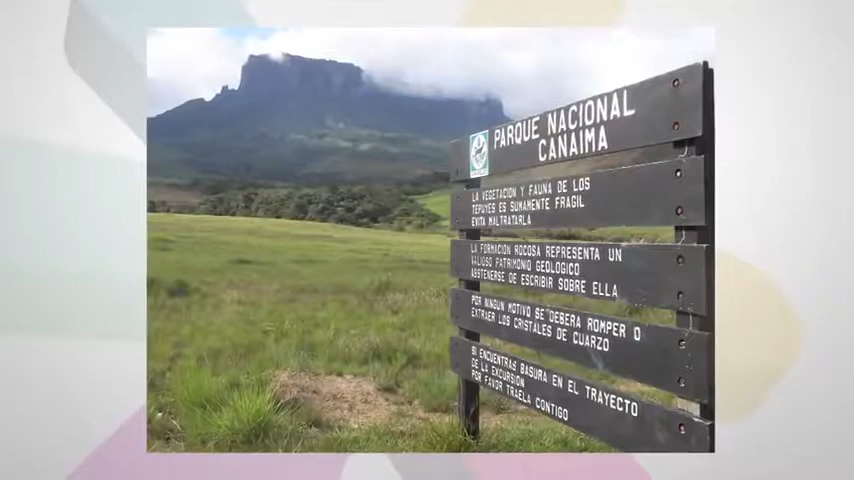 PARQUE NACIONAL
CANAIMA
LA VEGETACION Y FAUNA DE LOS
TEPUYES ES SUMAMENTE FRAGIL
EVITA MALTRATARLA
LA FORMACION ROCOSA REPRESENTA UN
VALIOSO PATRIMONIO GEOLOGICO
ABSTENERSE DE ESCRIBIR SOBRE ELLA
POR NINGUN MOTIVO SE DEBERA ROMPER O
EXTRAER LOS CRISTALES DE CUARZO
SI ENCUENTRAS BASURA EN EL TRAYECTO
DE LA EXCURSION
POR FAVOR TRAELA CONTIGO